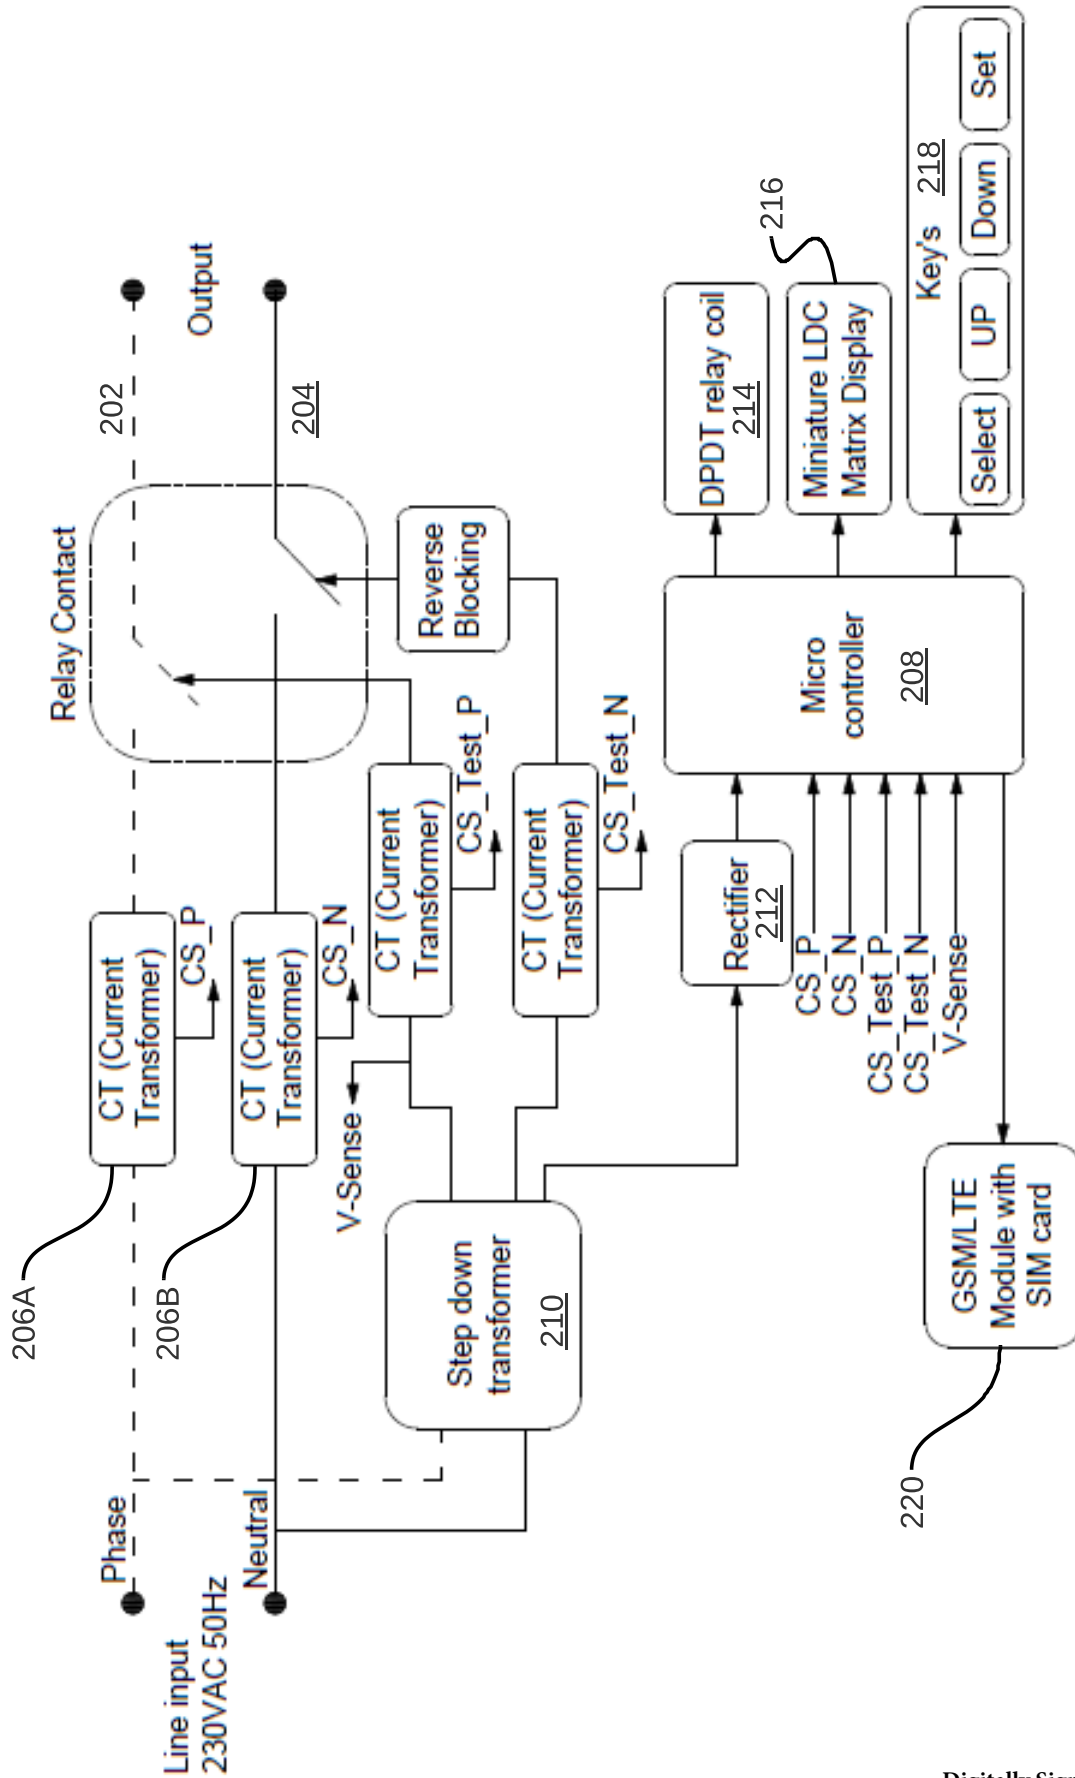 Relay Contact
206A
CT (Current
Transformer)
CS_P
202
Output
Phase
Line input
230VAC 50Hz
Neutral
206B
CT (Current
Transformer)
CS_N
204
V-Sense
CT (Current
Transformer)
CS_Test_P
Reverse
Blocking
Step down
transformer
210
CT (Current
Transformer)
CS_Test_N
Rectifier
212
CS_P
CS_N
CS_Test_P
CS_Test_N
V-Sense
Micro
controller
208
DPDT relay coil
214
216
Miniature LDC
Matrix Display
Key's 218
Select
UP
Down
Set
220
GSM/LTE
Module with
SIM card